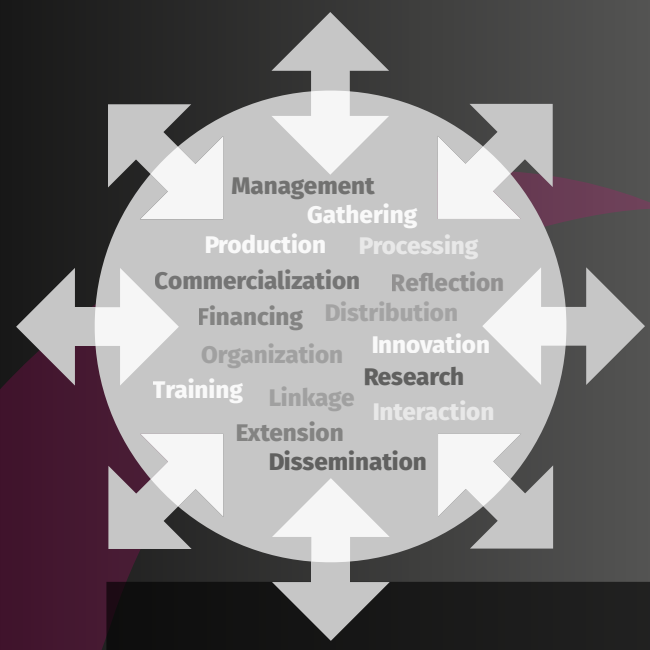 Management
Gathering
Production Processing
Commercialization Reflection
Financing Distribution
Organization Innovation
Research
Training Linkage
Interaction
Extension
Dissemination